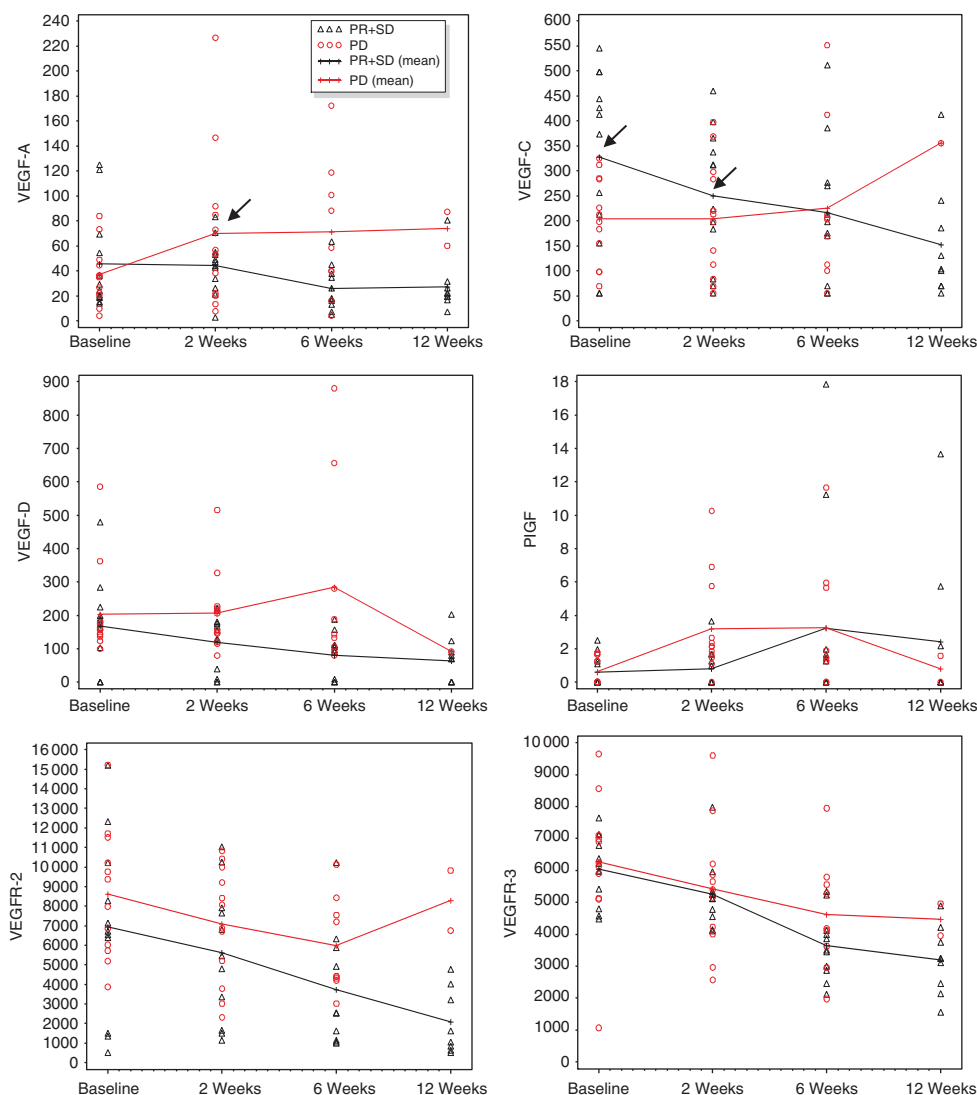 240
220
200
180
160
140
120
100
80
60
40
20
0
VEGF-A
PR+SD
PD
PR+SD (mean)
PD (mean)
Baseline
2 Weeks
6 Weeks
12 Weeks
600
550
500
450
400
350
300
250
200
150
100
50
0
VEGF-C
Baseline
2 Weeks
6 Weeks
12 Weeks
900
800
700
600
500
400
300
200
100
0
VEGF-D
Baseline
2 Weeks
6 Weeks
12 Weeks
18
16
14
12
10
8
6
4
2
0
PIGF
Baseline
2 Weeks
6 Weeks
12 Weeks
16 000
15 000
14 000
13 000
12 000
11 000
10 000
9000
8000
7000
6000
5000
4000
3000
2000
1000
0
VEGFR-2
Baseline
2 Weeks
6 Weeks
12 Weeks
10 000
9000
8000
7000
6000
5000
4000
3000
2000
1000
0
VEGFR-3
Baseline
2 Weeks
6 Weeks
12 Weeks